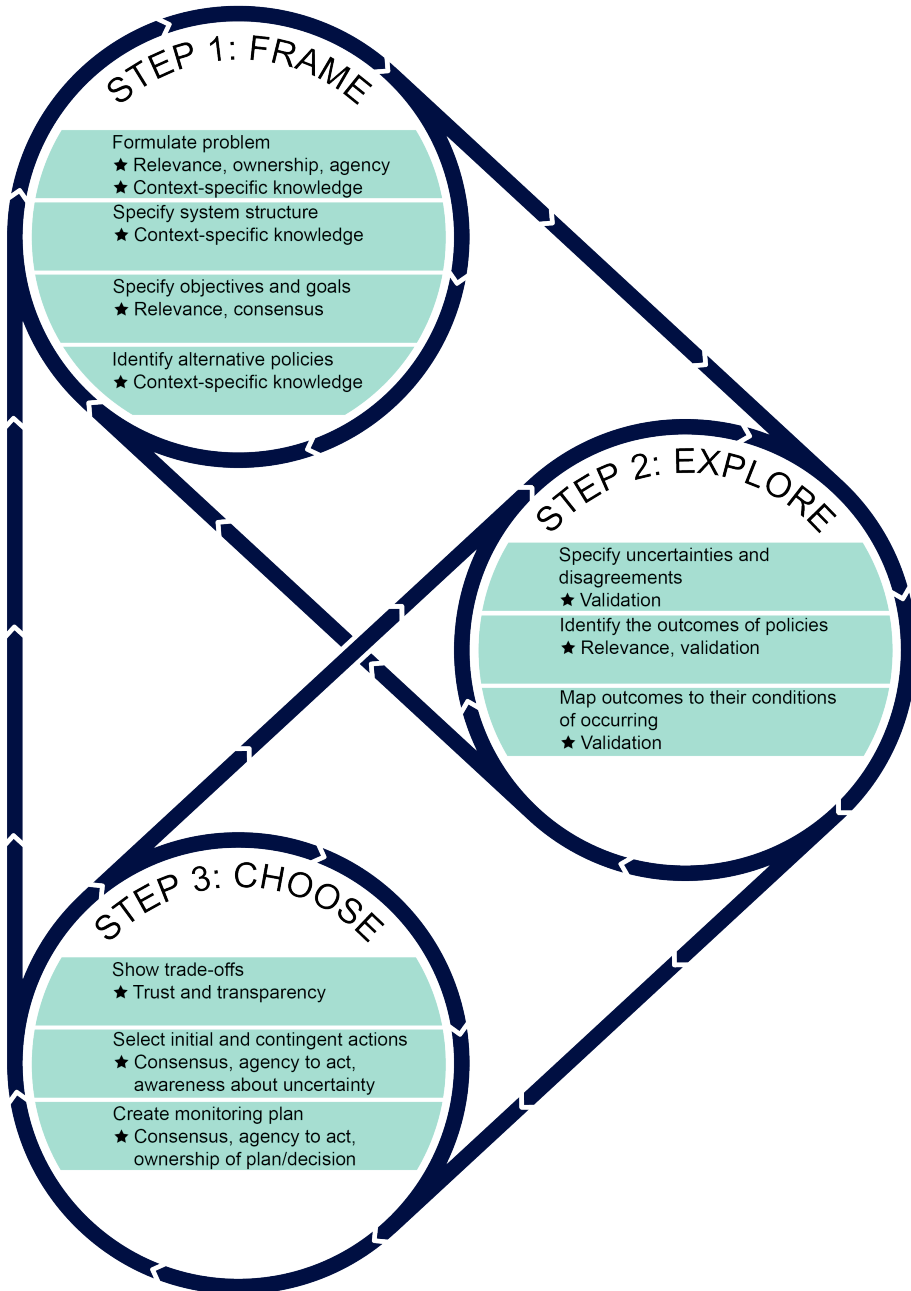 STEP 1: FRAME
Formulate problem
★ Relevance, ownership, agency
★ Context-specific knowledge
Specify system structure
★ Context-specific knowledge
Specify objectives and goals
★ Relevance, consensus
Identify alternative policies
★ Context-specific knowledge
STEP 2: EXPLORE
Specify uncertainties and
disagreements
★ Validation
Identify the outcomes of policies
★ Relevance, validation
Map outcomes to their conditions
of occurring
★ Validation
STEP 3: CHOOSE
Show trade-offs
★ Trust and transparency
Select initial and contingent actions
★ Consensus, agency to act,
awareness about uncertainty
Create monitoring plan
★ Consensus, agency to act,
ownership of plan/decision